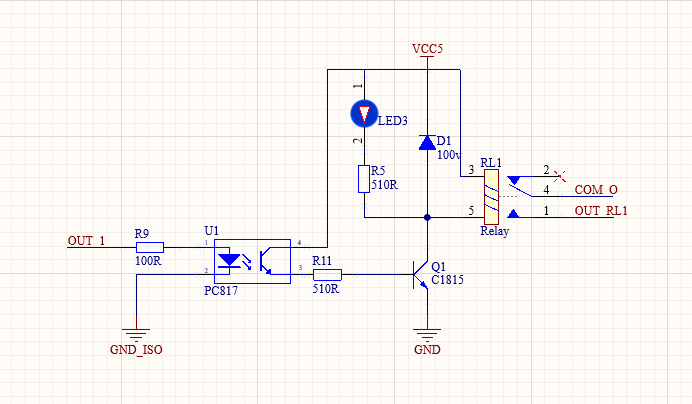 VCC5
1
LED3
2
D1
100v
R5
510R
RL1
3
2
4
COM_O
5
1
OUT_RL1
Relay
OUT_1
R9
100R
U1
1
4
2
3
PC817
R11
510R
Q1
C1815
GND_ISO
GND